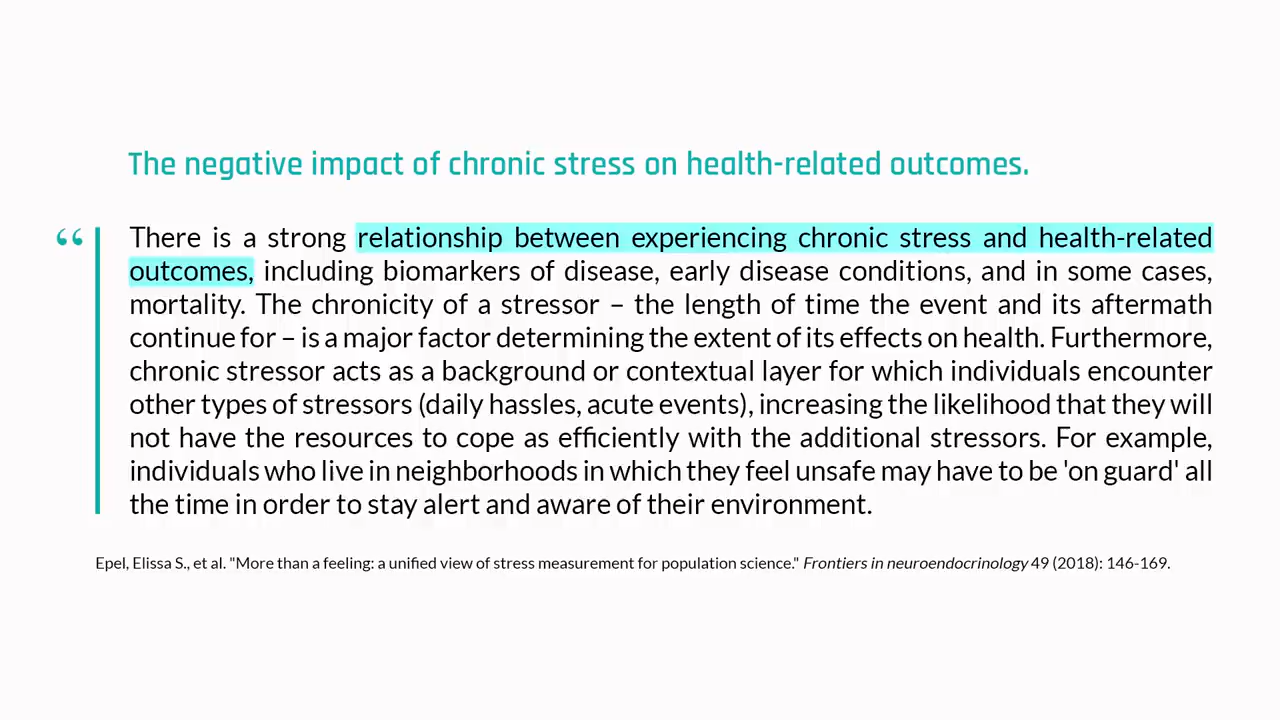 The negative impact of chronic stress on health-related outcomes.
“
There is a strong relationship between experiencing chronic stress and health-related
outcomes, including biomarkers of disease, early disease conditions, and in some cases,
mortality. The chronicity of a stressor – the length of time the event and its aftermath
continue for – is a major factor determining the extent of its effects on health. Furthermore,
chronic stressor acts as a background or contextual layer for which individuals encounter
other types of stressors (daily hassles, acute events), increasing the likelihood that they will
not have the resources to cope as efficiently with the additional stressors. For example,
individuals who live in neighborhoods in which they feel unsafe may have to be 'on guard' all
the time in order to stay alert and aware of their environment.
Epel, Elissa S., et al. "More than a feeling: a unified view of stress measurement for population science." Frontiers in neuroendocrinology 49 (2018): 146-169.